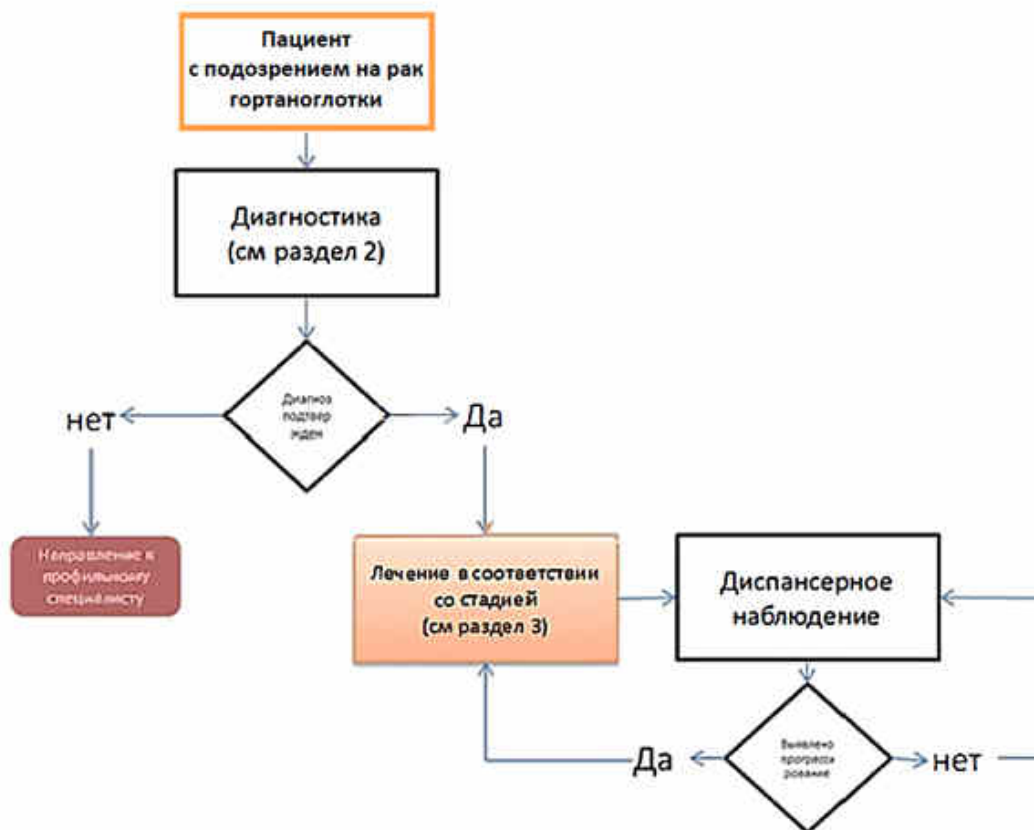 Пациент
с подозрением на рак
гортаноглотки
Диагностика
(см раздел 2)
Диагноз
подтвер
жден
нет
Да
Направление к
профильному
специалисту
Лечение в соответствии
со стадией
(см раздел 3)
Диспансерное
наблюдение
Выявлено
прогресси
рование
Да
нет